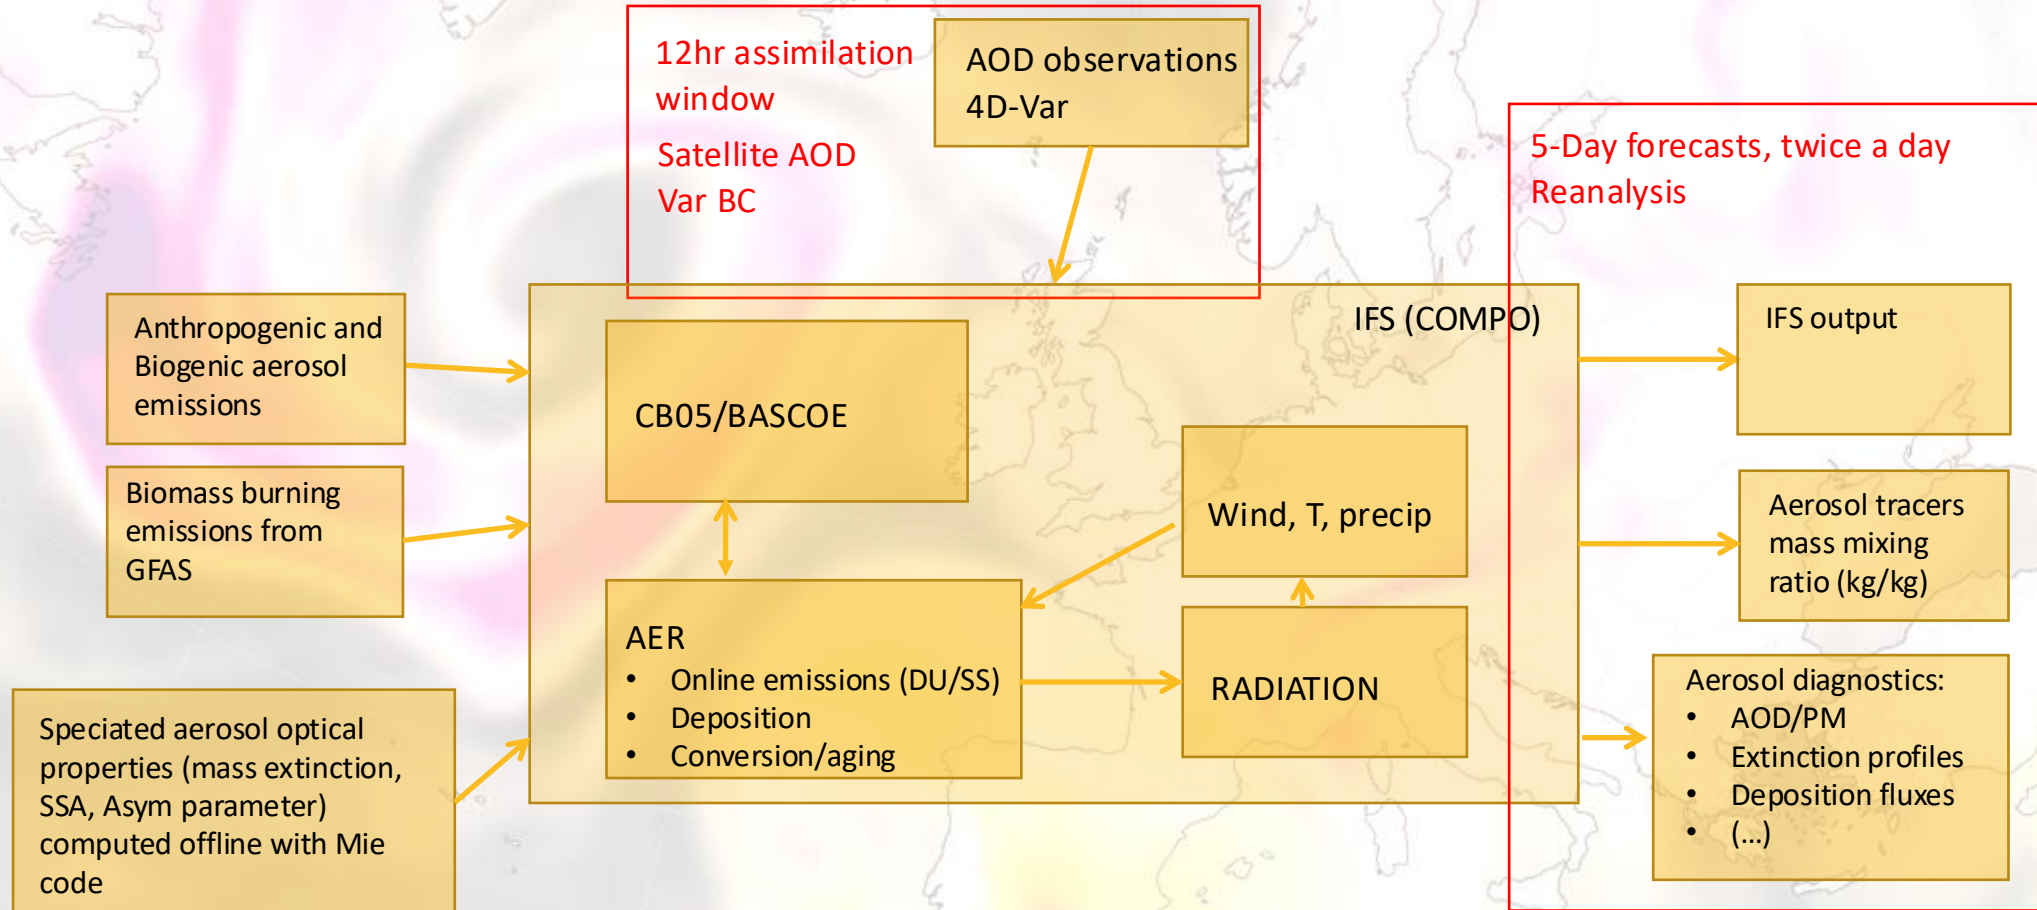 12hr assimilation
window
Satellite AOD
Var BC
AOD observations
4D-Var
5-Day forecasts, twice a day
Reanalysis
Anthropogenic and
Biogenic aerosol
emissions
Biomass burning
emissions from
GFAS
Speciated aerosol optical
properties (mass extinction,
SSA, Asym parameter)
computed offline with Mie
code
IFS (COMPO)
CB05/BASCOE
Wind, T, precip
AER
• Online emissions (DU/SS)
• Deposition
• Conversion/aging
RADIATION
IFS output
Aerosol tracers
mass mixing
ratio (kg/kg)
Aerosol diagnostics:
• AOD/PM
• Extinction profiles
• Deposition fluxes
• (...)